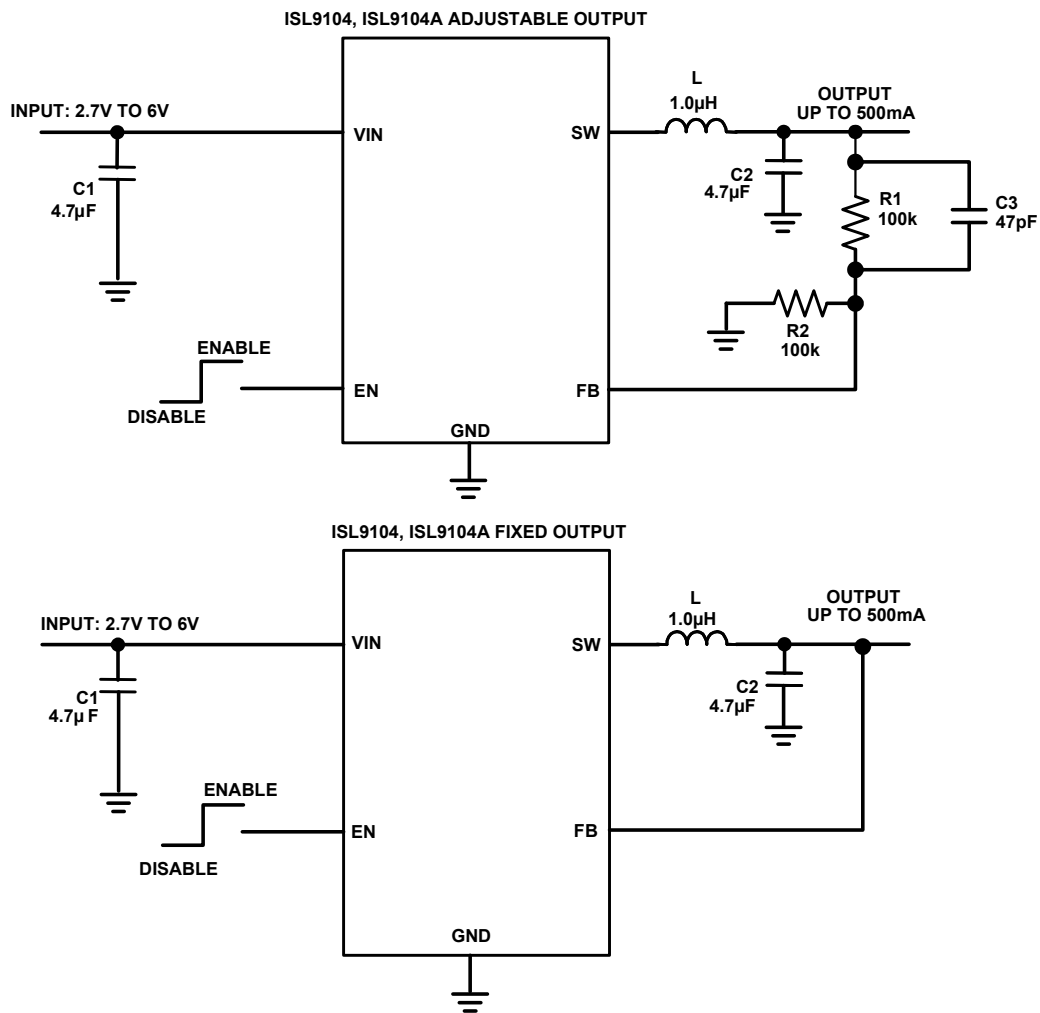 ISL9104, ISL9104A ADJUSTABLE OUTPUT
INPUT: 2.7V TO 6V
VIN
SW
L
1.0µH
OUTPUT
UP TO 500mA
C1
4.7µF
C2
4.7µF
R1
100k
C3
47pF
R2
100k
ENABLE
DISABLE
EN
FB
GND
ISL9104, ISL9104A FIXED OUTPUT
INPUT: 2.7V TO 6V
VIN
SW
L
1.0µH
OUTPUT
UP TO 500mA
C1
4.7µ F
C2
4.7µF
ENABLE
DISABLE
EN
FB
GND